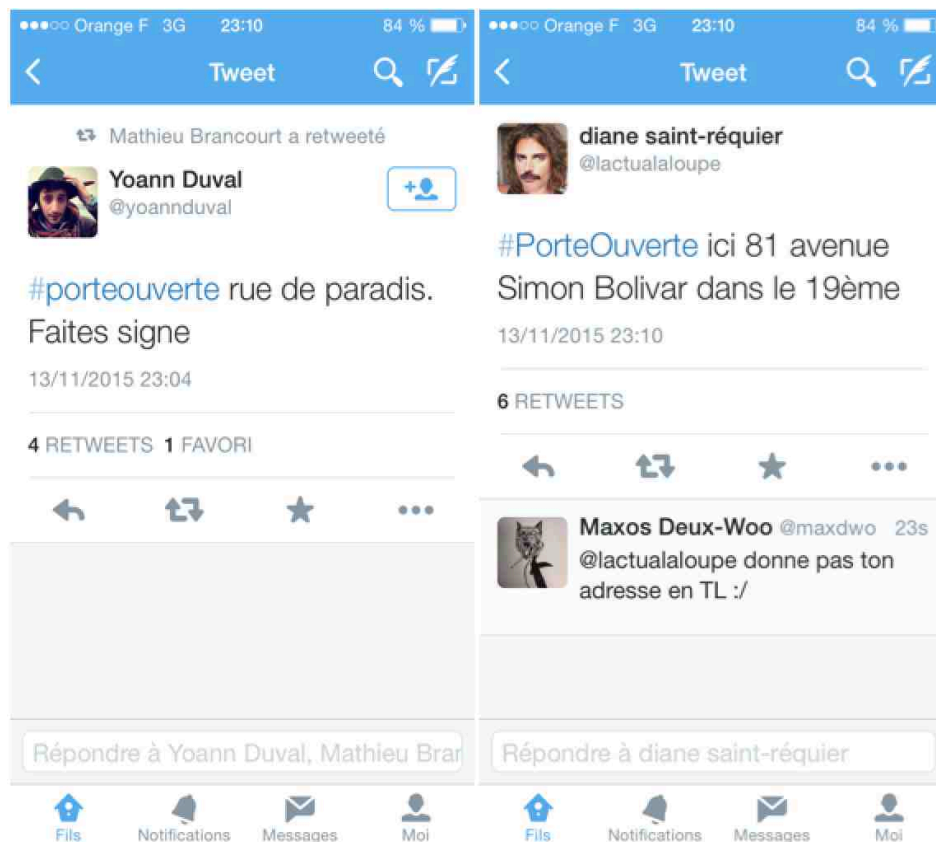 Orange F 3G 23:10 84 %
Tweet
Mathieu Brancourt a retweeté
Yoann Duval
@yoannduval
#porteouverte rue de paradis.
Faites signe
13/11/2015 23:04
4 RETWEETS 1 FAVORI
Répondre à Yoann Duval, Mathieu Brar
Fils Notifications Messages Moi
Orange F 3G 23:10 84 %
Tweet
diane saint-réquier
@lactualaloupe
#PorteOuverte ici 81 avenue
Simon Bolivar dans le 19ème
13/11/2015 23:10
6 RETWEETS
Maxos Deux-Woo @maxdwo 23s
@lactualaloupe donne pas ton
adresse en TL :/
Répondre à diane saint-réquier
Fils Notifications Messages Moi